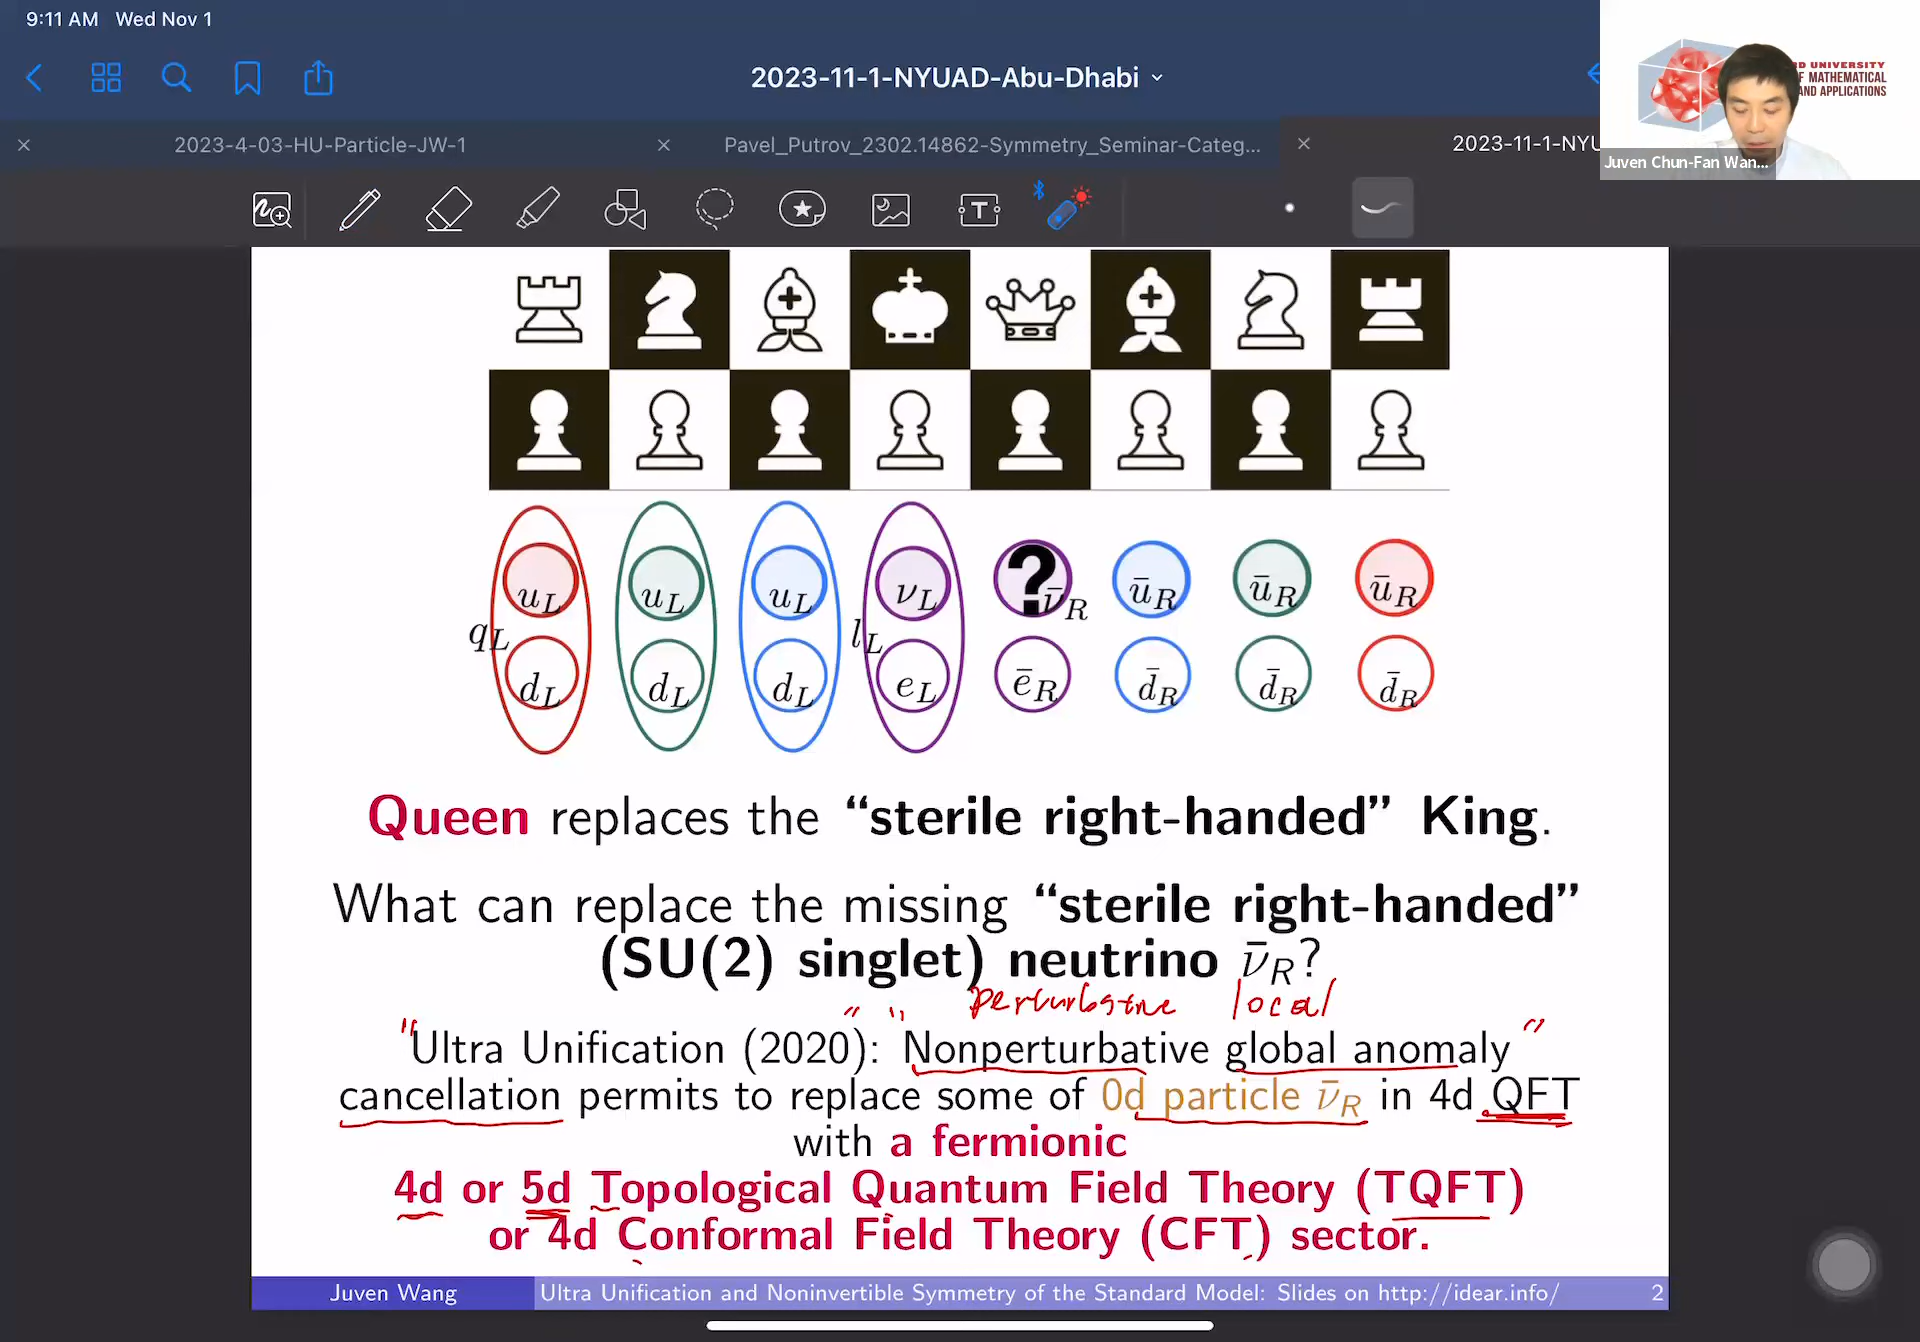 9:11 AM Wed Nov 1
2023-11-1-NYUAD-Abu-Dhabi
RD UNIVERSITY
F MATHEMATICAL
AND APPLICATIONS
Juven Chun-Fan Wan...
2023-4-03-HU-Particle-JW-1
Pavel_Putrov_2302.14862-Symmetry_Seminar-Categ...
2023-11-1-NYU
T
u_L u_L u_L ν_L ? ν̄_R ū_R ū_R ū_R
q_L l_L
d_L d_L d_L e_L ē_R d̄_R d̄_R d̄_R
Queen replaces the “sterile right-handed” King.
What can replace the missing “sterile right-handed”
(SU(2) singlet) neutrino ν̄_R?
perturbative local
"Ultra Unification (2020)": "Nonperturbative global anomaly"
cancellation permits to replace some of 0d particle ν̄_R in 4d QFT
with a fermionic
4d or 5d Topological Quantum Field Theory (TQFT)
or 4d Conformal Field Theory (CFT) sector.
Juven Wang
Ultra Unification and Noninvertible Symmetry of the Standard Model: Slides on http://idear.info/
2